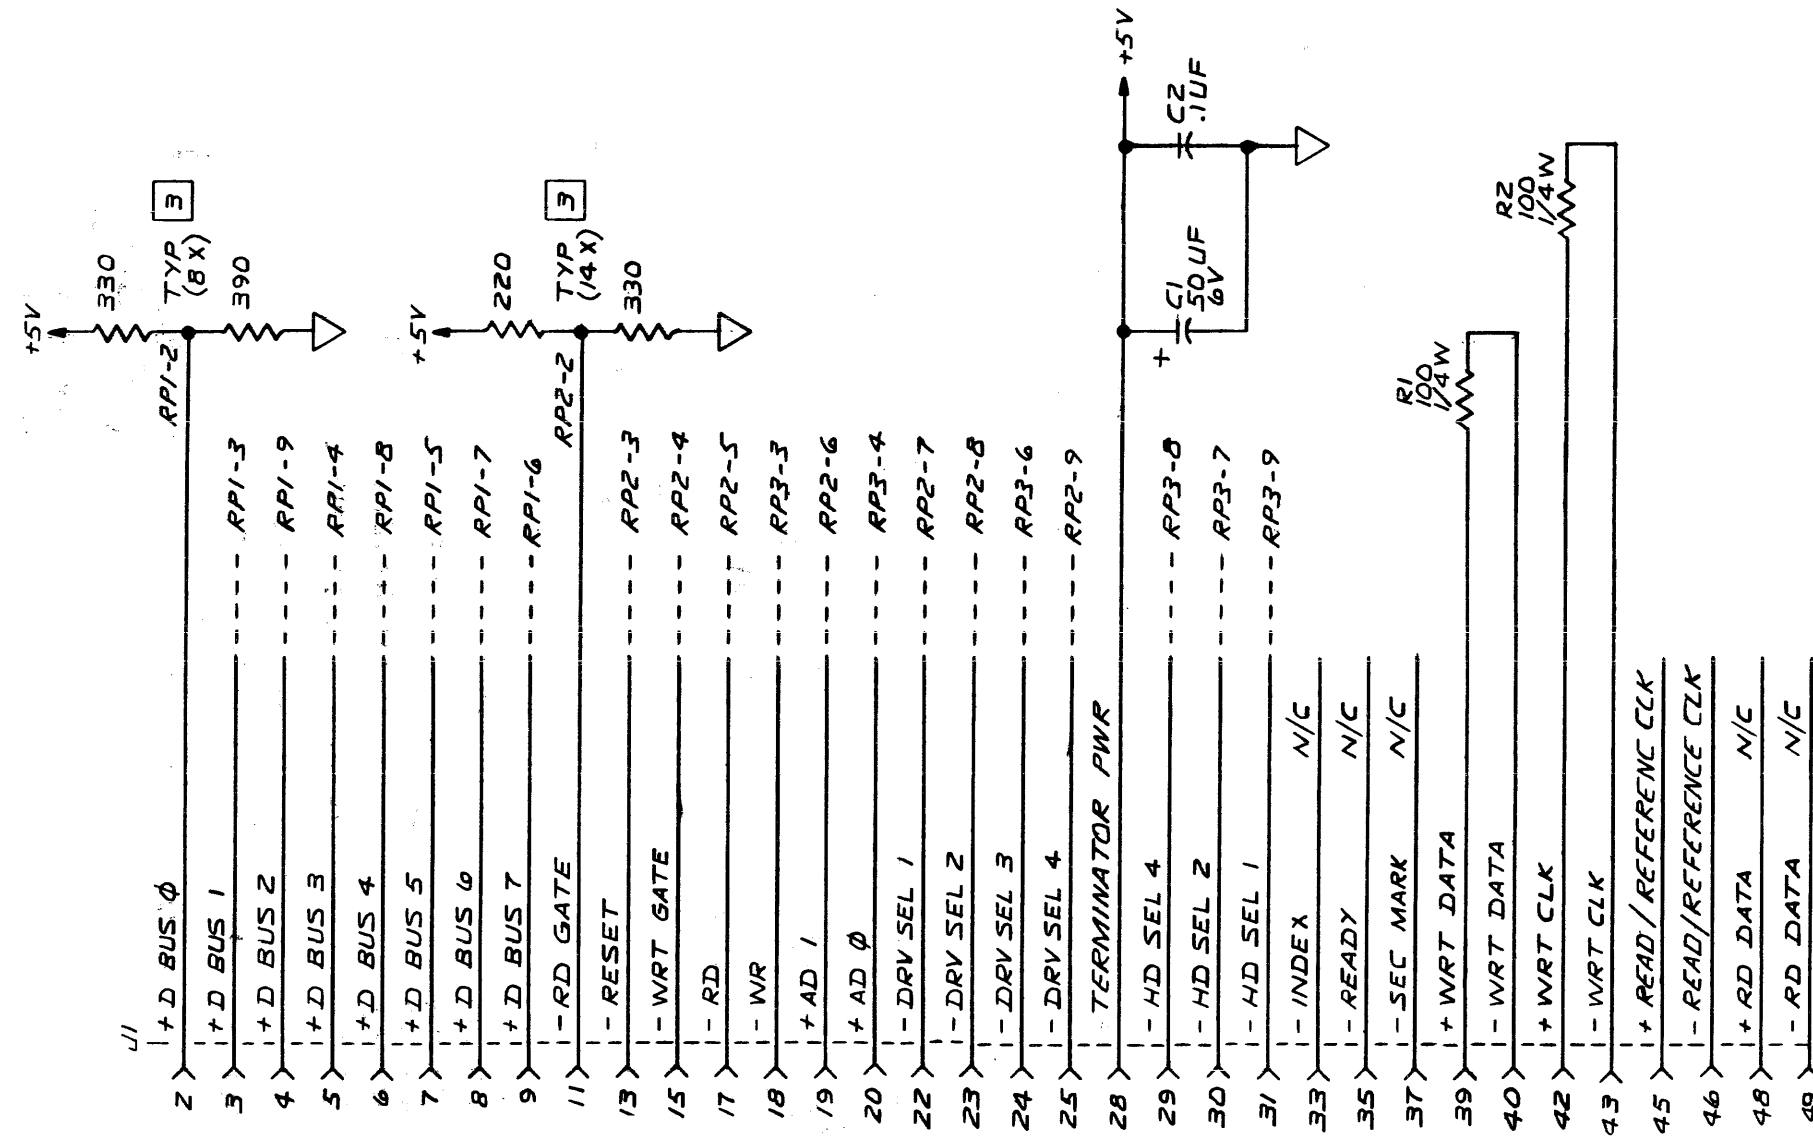 J1
2 + D BUS Ø RP1-2
+5V
330
TYP
(8X)
3
390
3 + D BUS 1 RP1-3
4 + D BUS 2 RP1-9
5 + D BUS 3 RP1-4
6 + D BUS 4 RP1-8
7 + D BUS 5 RP1-5
8 + D BUS 6 RP1-7
9 + D BUS 7 RP1-6
11 - RD GATE RP2-2
+5V
220
TYP
(14X)
3
330
13 - RESET RP2-3
15 - WRT GATE RP2-4
17 - RD RP2-5
18 - WR RP3-3
19 + AD 1 RP2-6
20 + AD Ø RP3-4
22 - DRV SEL 1 RP2-7
23 - DRV SEL 2 RP2-8
24 - DRV SEL 3 RP3-6
25 - DRV SEL 4 RP2-9
28 TERMINATOR PWR +5V
+ C1
50 UF
6V
C2
.1UF
29 - HD SEL 4 RP3-8
30 - HD SEL 2 RP3-7
31 - HD SEL 1 RP3-9
33 - INDEX N/C
35 - READY N/C
37 - SEC MARK N/C
39 + WRT DATA
R1
100
1/4W
40 - WRT DATA
42 + WRT CLK
R2
100
1/4W
43 - WRT CLK
45 + READ/REFERENC CLK
46 - READ/REFERENCE CLK
48 + RD DATA N/C
49 - RD DATA N/C